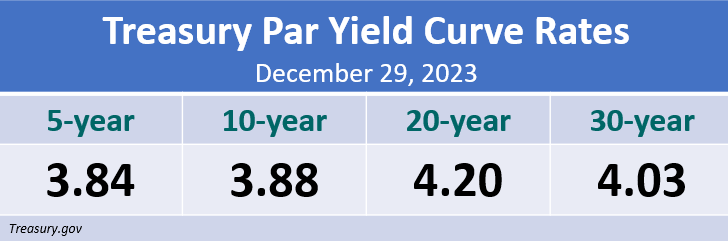 Treasury Par Yield Curve Rates
December 29, 2023
5-year 10-year 20-year 30-year
3.84 3.88 4.20 4.03
Treasury.gov